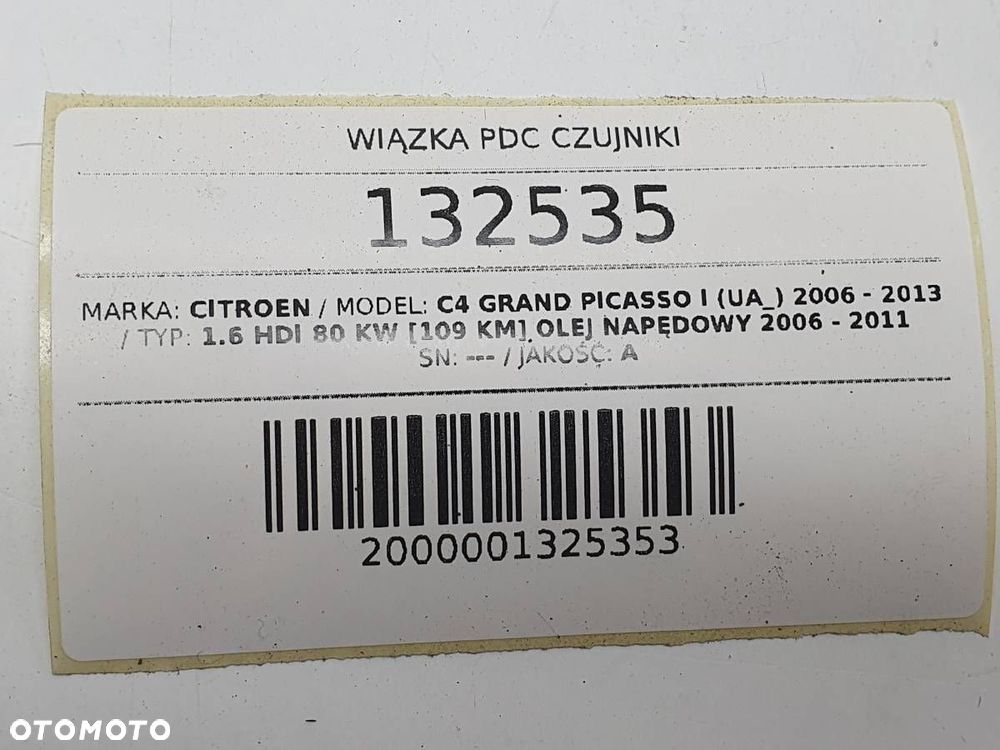 WIĄZKA PDC CZUJNIKI
132535
MARKA: CITROEN / MODEL: C4 GRAND PICASSO I (UA_) 2006 - 2013
/ TYP: 1.6 HDI 80 KW [109 KM] OLEJ NAPĘDOWY 2006 - 2011
SN: --- / JAKOŚĆ: A
2000001325353
OTOMOTO